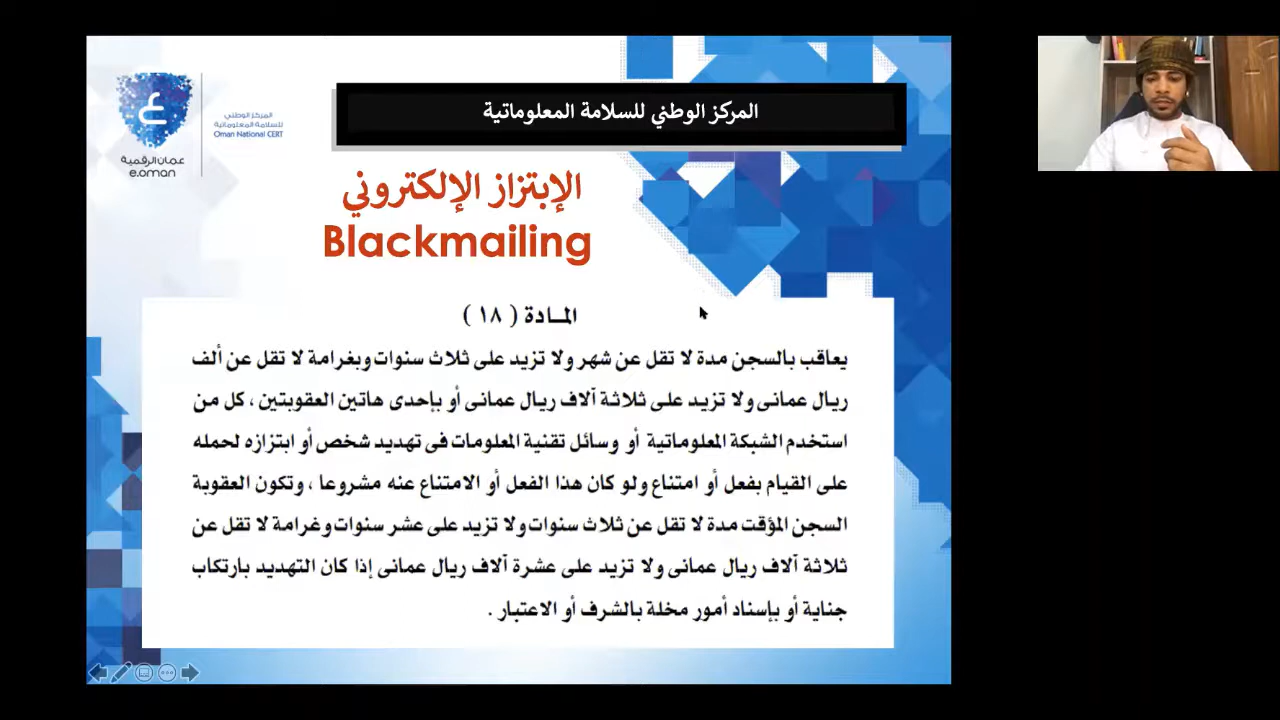 المركز الوطني للسلامة المعلوماتية
المركز الوطني
للسلامة المعلوماتية
Oman National CERT
ع
عمان الرقمية
e.oman
الإبتزاز الإلكتروني
Blackmailing
المـادة ( ١٨ )
يعاقب بالسجن مدة لا تقل عن شهر ولا تزيد على ثلاث سنوات وبغرامة لا تقل عن ألف
ريال عمانى ولا تزيد على ثلاثة آلاف ريال عمانى أو بإحدى هاتين العقوبتين ، كل من
استخدم الشبكة المعلوماتية أو وسائل تقنية المعلومات فى تهديد شخص أو ابتزازه لحمله
على القيام بفعل أو امتناع ولو كان هذا الفعل أو الامتناع عنه مشروعا ، وتكون العقوبة
السجن المؤقت مدة لا تقل عن ثلاث سنوات ولا تزيد على عشر سنوات وغرامة لا تقل عن
ثلاثة آلاف ريال عمانى ولا تزيد على عشرة آلاف ريال عمانى إذا كان التهديد بارتكاب
جناية أو بإسناد أمور مخلة بالشرف أو الاعتبار .